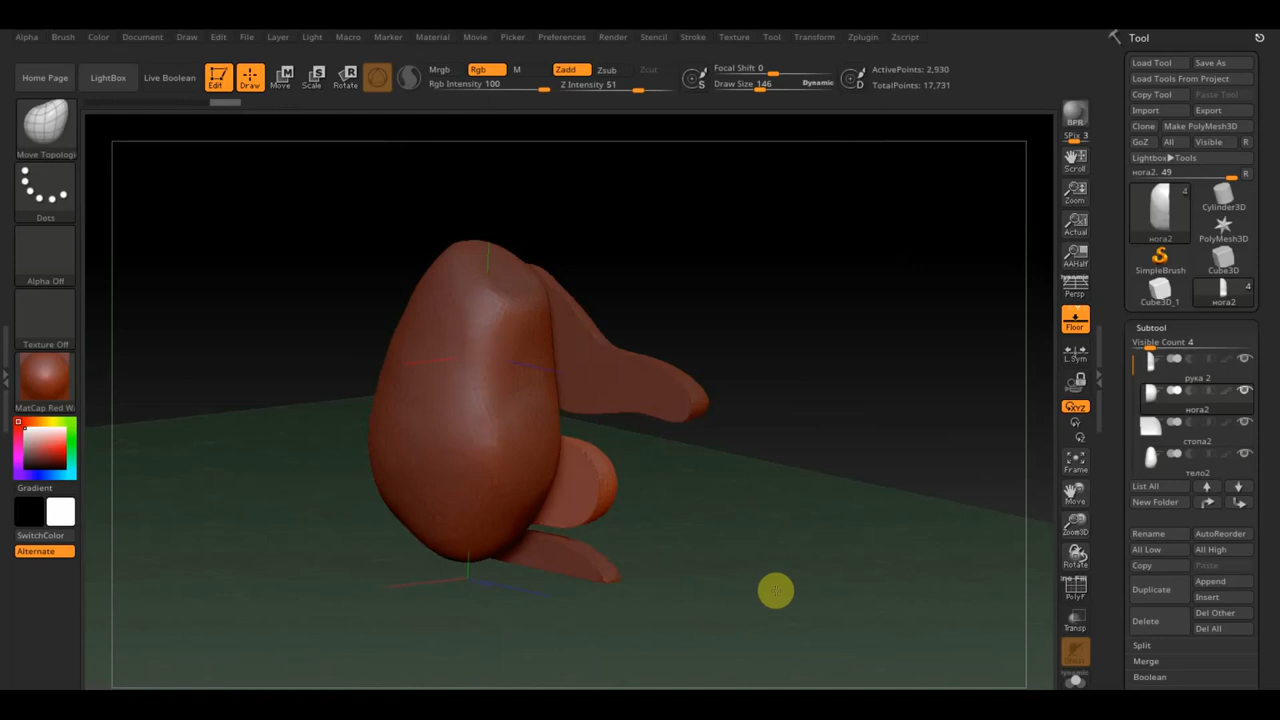 Tool
Alpha Brush Color Document Draw Edit File Layer Light Macro Marker Material Movie Picker Preferences Render Stencil Stroke Texture Tool Transform Zplugin Zscript
Home Page LightBox Live Boolean Edit Draw Move Scale Rotate
Mrgb Rgb M Zadd Zsub Zcut
Rgb Intensity 100 Z Intensity 51
Focal Shift 0
Draw Size 146 Dynamic
ActivePoints: 2,930
TotalPoints: 17,731
Move Topologi
Dots
Alpha Off
Texture Off
MatCap Red W
Gradient
SwitchColor
Alternate
BPR
SPix 3
Scroll
Zoom
Actual
AAHalf
Persp
Floor
L.Sym
XYZ
Frame
Move
Zoom3D
Rotate
PolyF
Transp
Load Tool Save As
Load Tools From Project
Copy Tool Paste Tool
Import Export
Clone Make PolyMesh3D
GoZ All Visible R
Lightbox▶Tools
нога2. 49 R
4
Cylinder3D
PolyMesh3D
нога2
SimpleBrush Cube3D
4
Cube3D_1 нога2
Subtool
Visible Count 4
рука 2
нога2
стопа2
тело2
List All
New Folder
Rename AutoReorder
All Low All High
Copy Paste
Duplicate Append
Insert
Delete Del Other
Del All
Split
Merge
Boolean